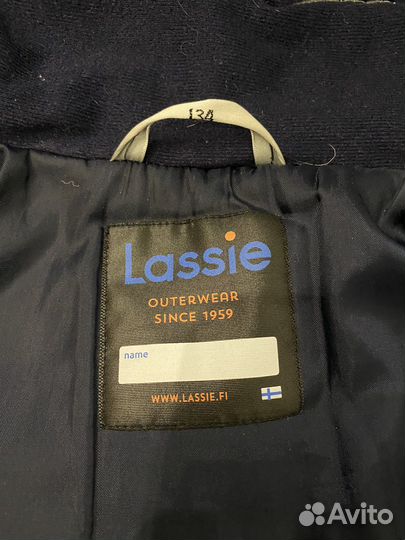 134
Lassie
OUTERWEAR
SINCE 1959
name
WWW.LASSIE.FI
Avito